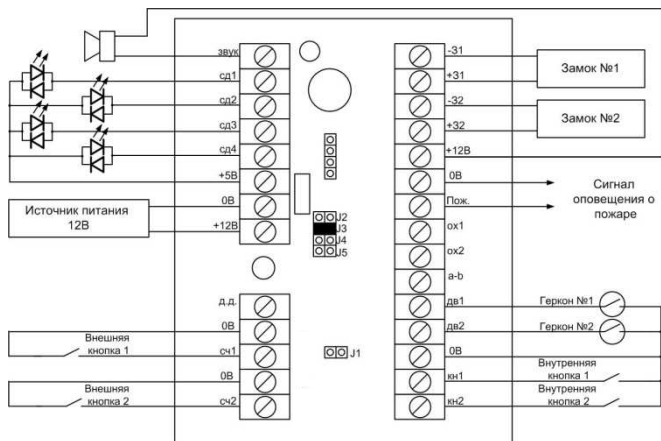 звук
сд1
сд2
сд3
сд4
+5В
0В
+12В
Источник питания
12В
J2
J3
J4
J5
д.д.
0В
сч1
0В
сч2
Внешняя
кнопка 1
Внешняя
кнопка 2
J1
-З1
+З1
-З2
+З2
+12В
0В
Пож.
ох1
ох2
a-b
дв1
дв2
0В
кн1
кн2
Замок №1
Замок №2
Сигнал
оповещения о
пожаре
Геркон №1
Геркон №2
Внутренняя
кнопка 1
Внутренняя
кнопка 2